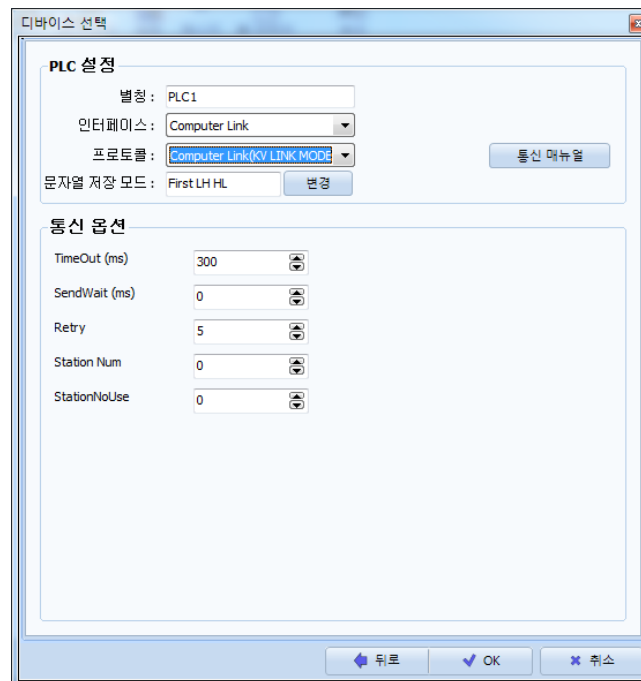 디바이스 선택
PLC 설정
별칭 : PLC1
인터페이스 : Computer Link
프로토콜 : Computer Link(KV LINK MODE 통신 매뉴얼
문자열 저장 모드 : First LH HL 변경
통신 옵션
TimeOut (ms) 300
SendWait (ms) 0
Retry 5
Station Num 0
StationNoUse 0
뒤로 OK 취소